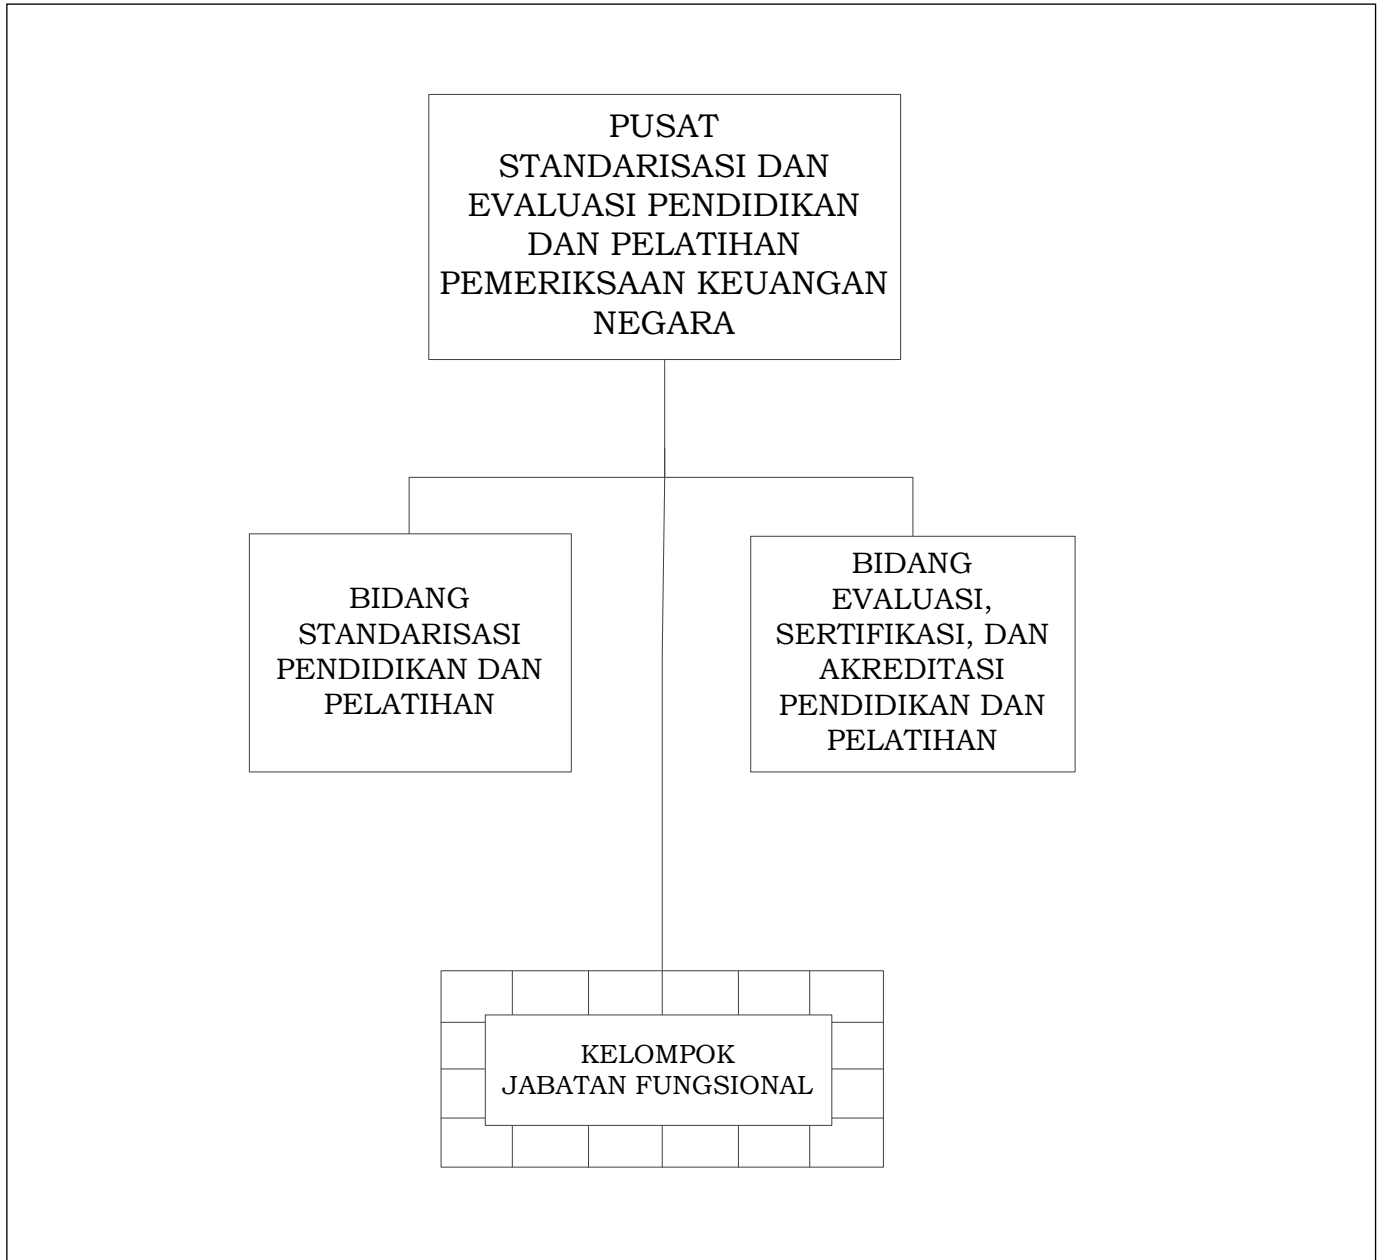 PUSAT
STANDARISASI DAN
EVALUASI PENDIDIKAN
DAN PELATIHAN
PEMERIKSAAN KEUANGAN
NEGARA
BIDANG
STANDARISASI
PENDIDIKAN DAN
PELATIHAN
BIDANG
EVALUASI,
SERTIFIKASI, DAN
AKREDITASI
PENDIDIKAN DAN
PELATIHAN
KELOMPOK
JABATAN FUNGSIONAL